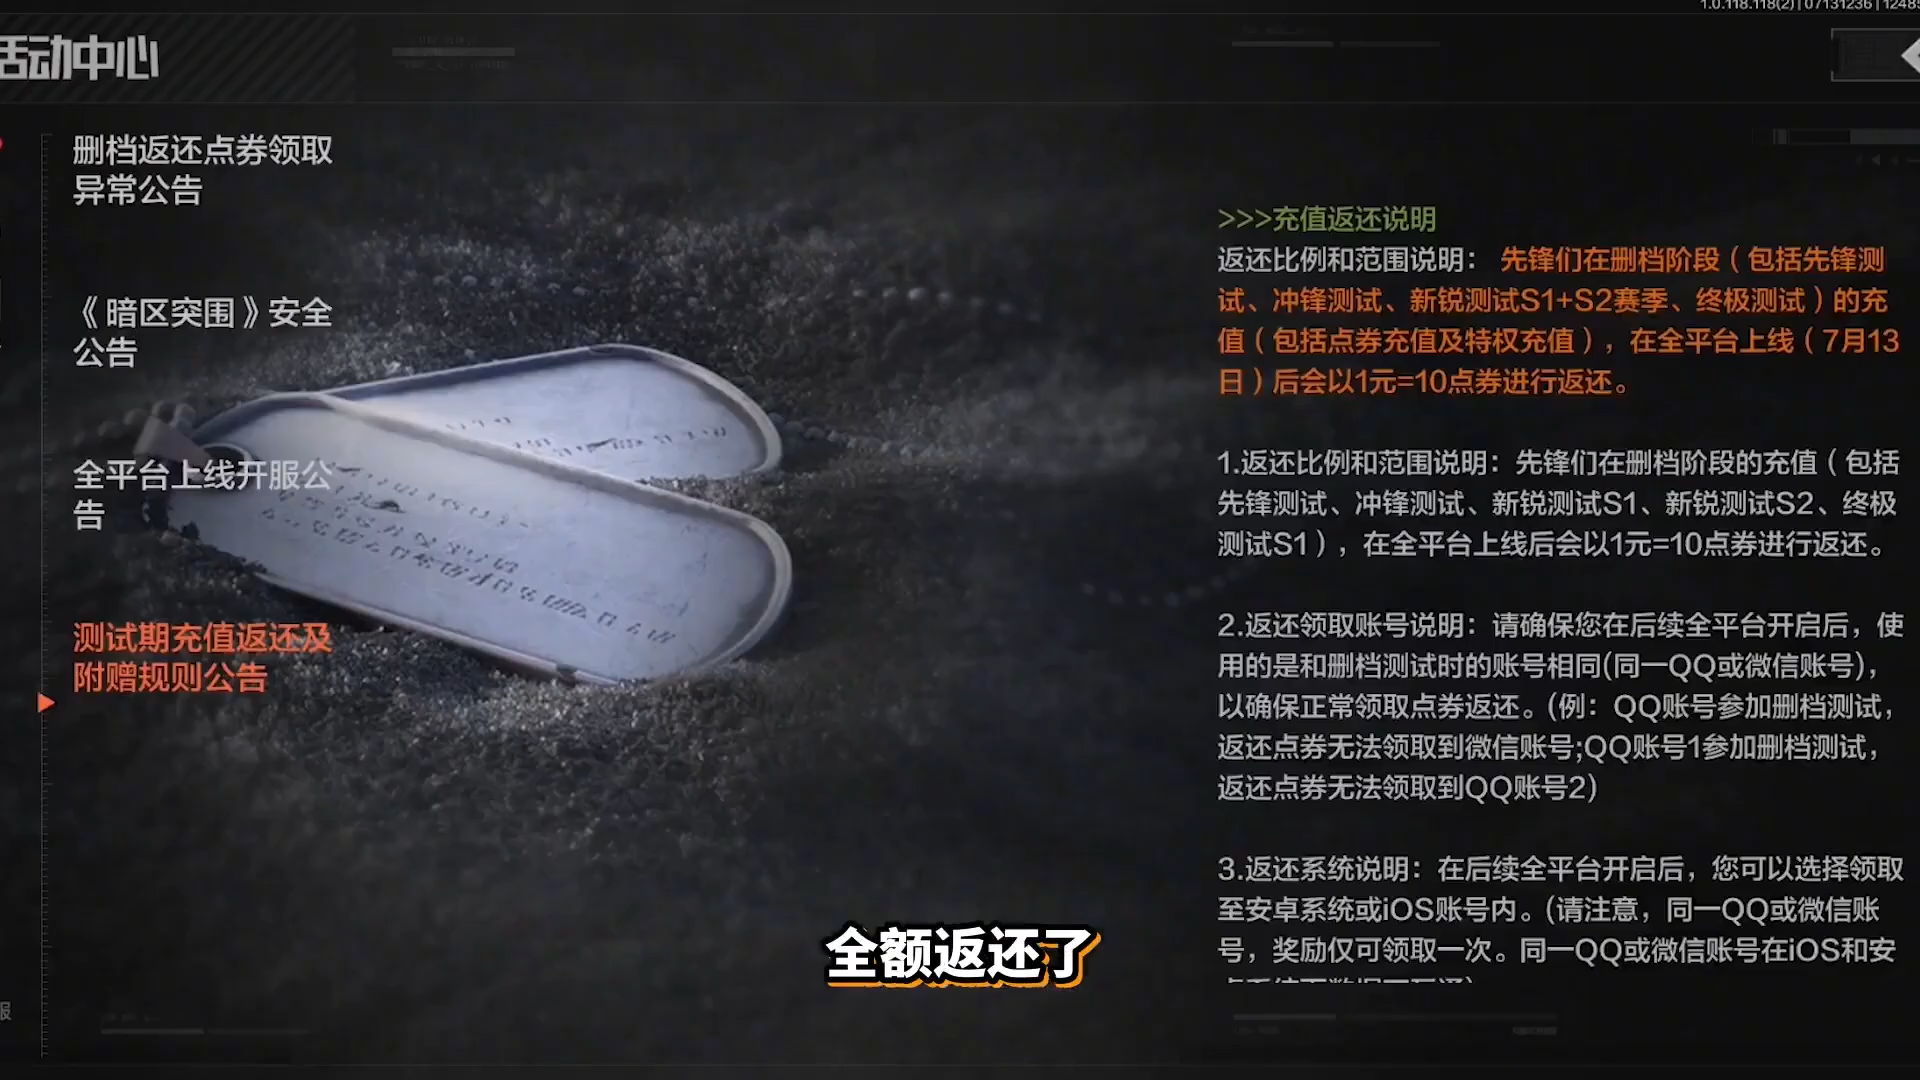 1.0.118.118(2)|07131236|12485
活动中心
删档返还点券领取
异常公告
《暗区突围》安全
公告
全平台上线开服公
告
测试期充值返还及
附赠规则公告
>>>充值返还说明
返还比例和范围说明：先锋们在删档阶段（包括先锋测
试、冲锋测试、新锐测试S1+S2赛季、终极测试）的充
值（包括点券充值及特权充值），在全平台上线（7月13
日）后会以1元=10点券进行返还。
1.返还比例和范围说明：先锋们在删档阶段的充值（包括
先锋测试、冲锋测试、新锐测试S1、新锐测试S2、终极
测试S1），在全平台上线后会以1元=10点券进行返还。
2.返还领取账号说明：请确保您在后续全平台开启后，使
用的是和删档测试时的账号相同(同一QQ或微信账号)，
以确保正常领取点券返还。(例：QQ账号参加删档测试，
返还点券无法领取到微信账号;QQ账号1参加删档测试，
返还点券无法领取到QQ账号2)
3.返还系统说明：在后续全平台开启后，您可以选择领取
至安卓系统或iOS账号内。(请注意，同一QQ或微信账
号，奖励仅可领取一次。同一QQ或微信账号在iOS和安
全额返还了